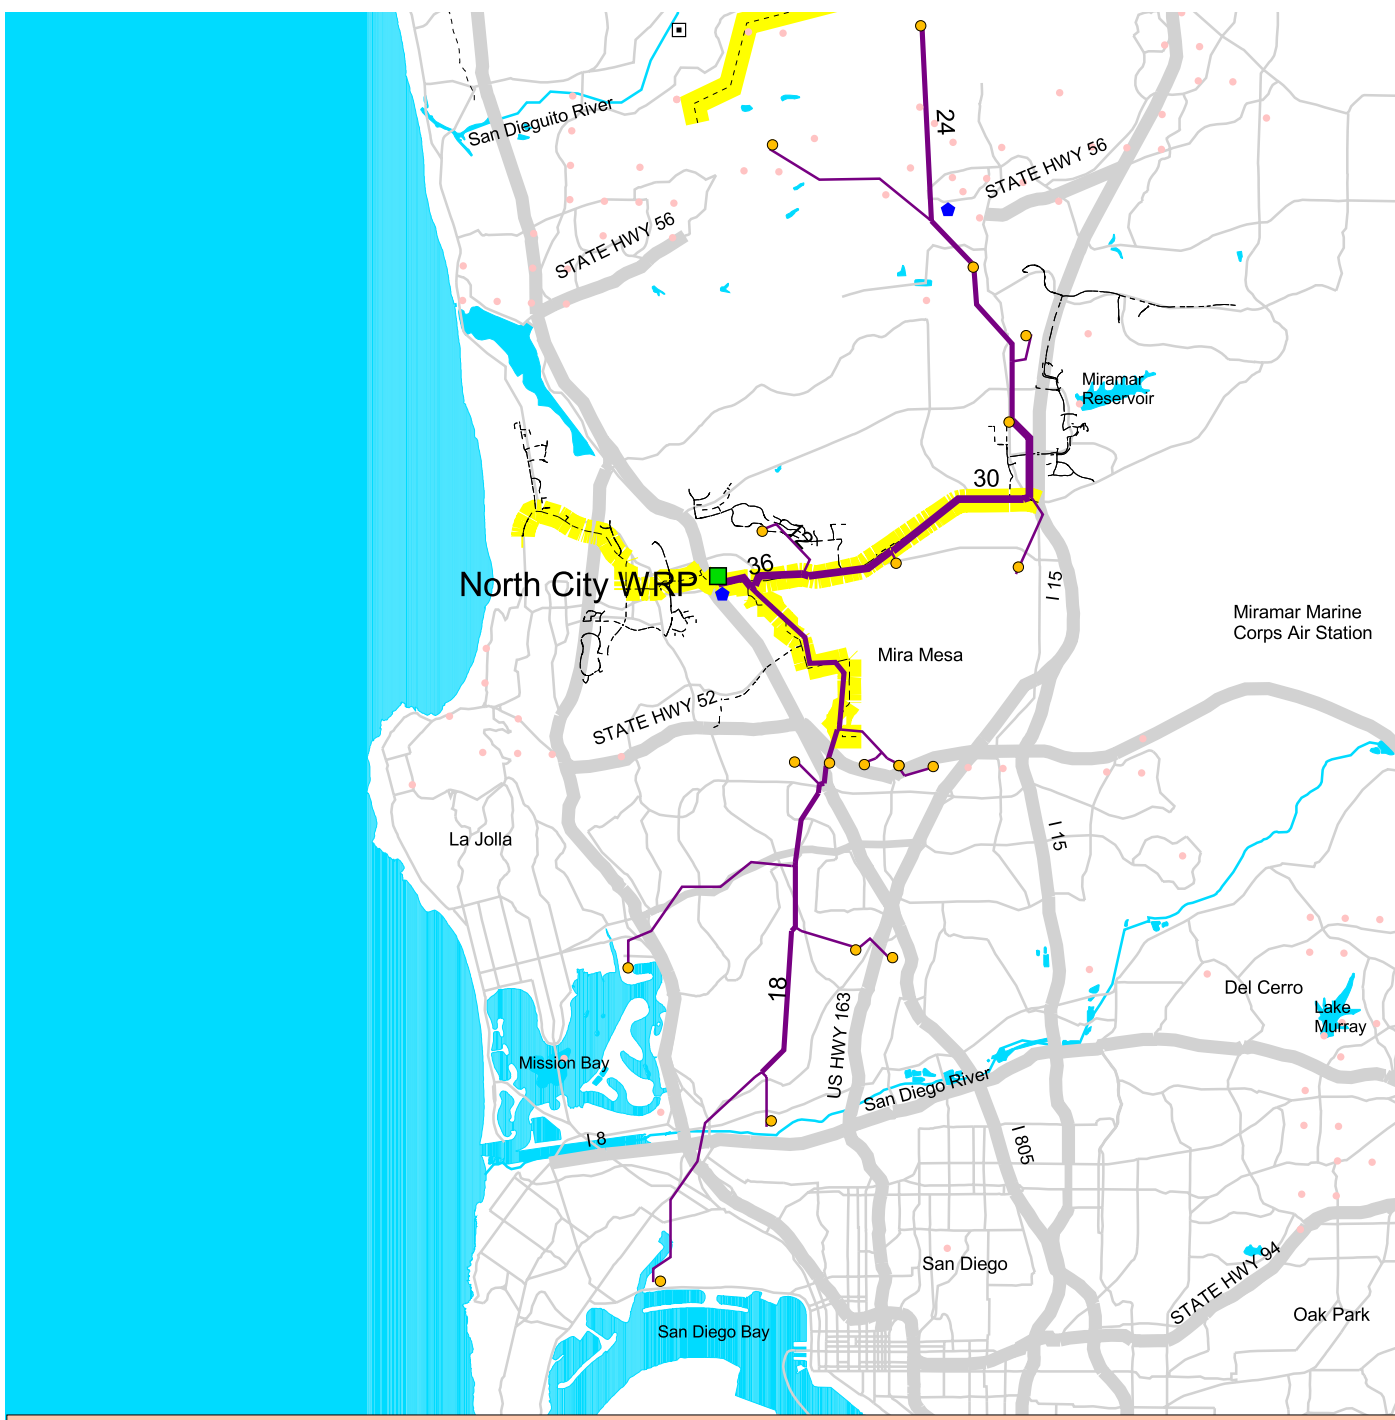 24
San Dieguito River
STATE HWY 56
STATE HWY 56
Miramar
Reservoir
30
36
North City WRP
I 15
Miramar Marine
Corps Air Station
Mira Mesa
STATE HWY 52
La Jolla
I 15
18
Del Cerro
Lake
Murray
US HWY 163
Mission Bay
San Diego River
I 8
I 805
San Diego
STATE HWY 94
Oak Park
San Diego Bay